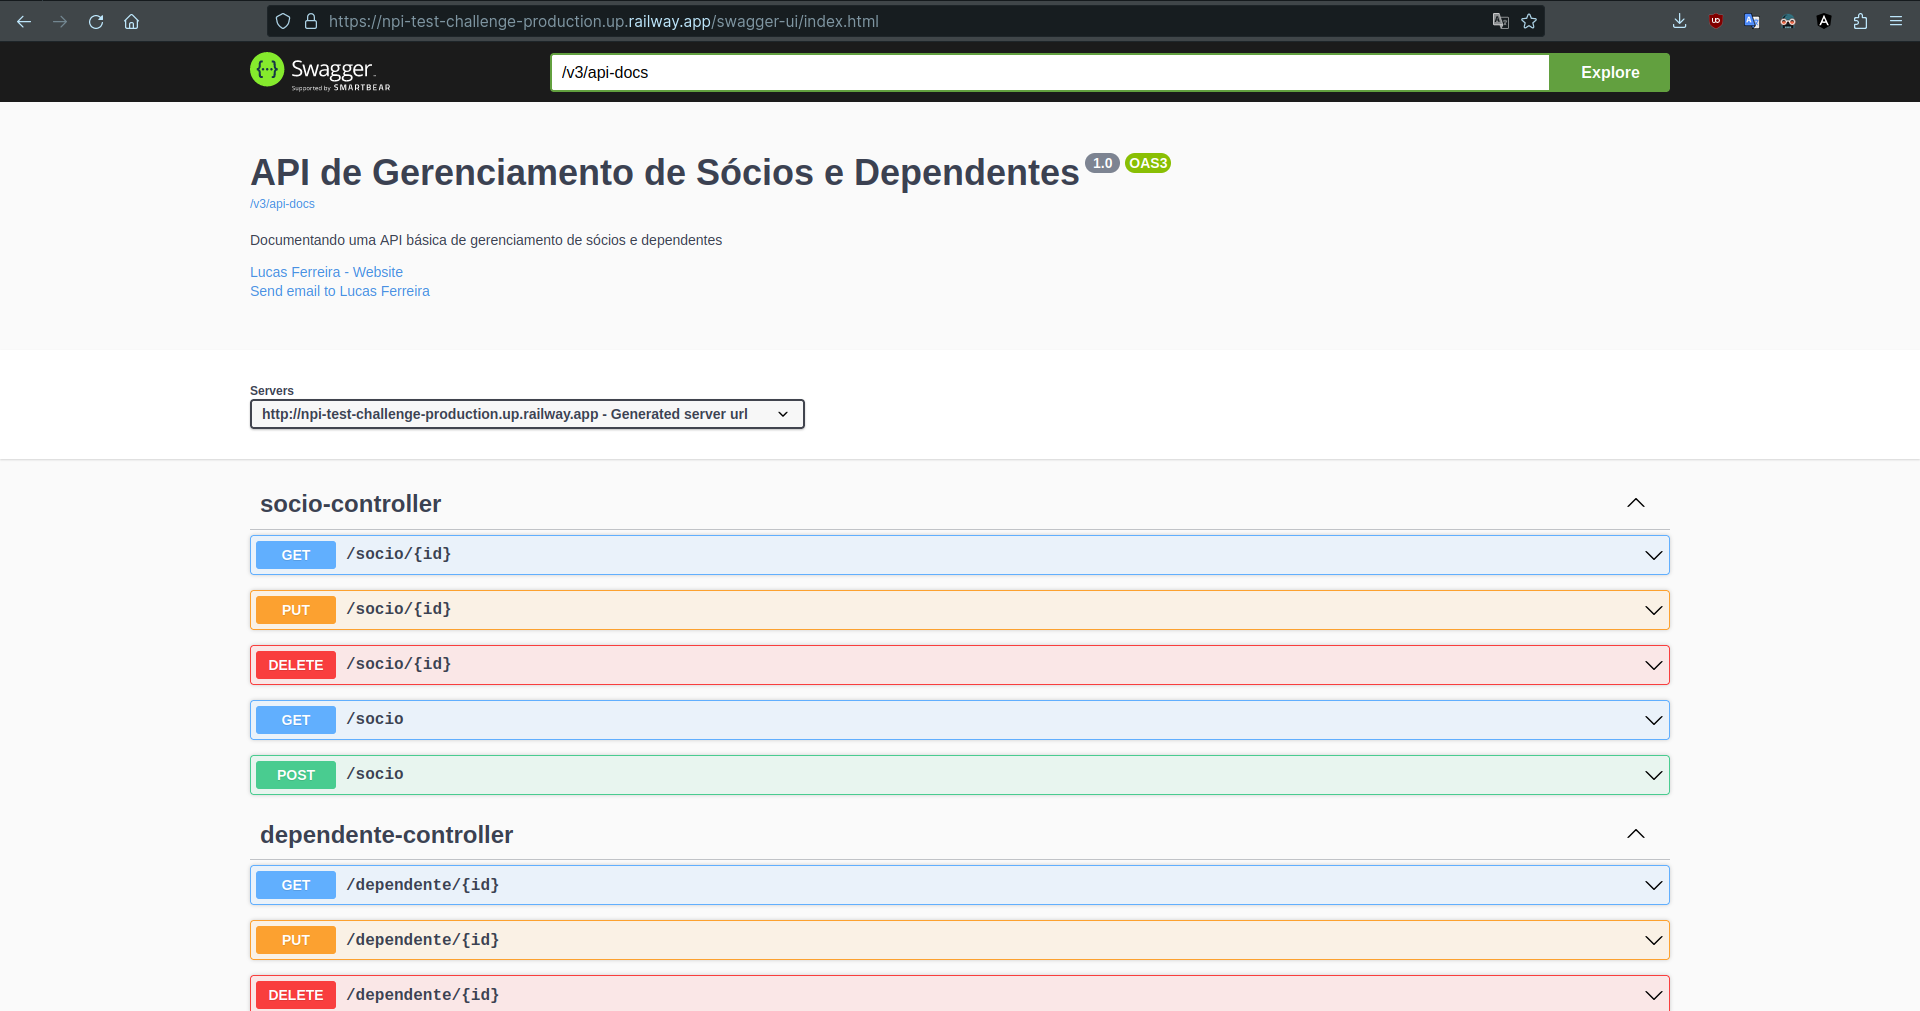 https://npi-test-challenge-production.up.railway.app/swagger-ui/index.html
Swagger
Supported by SMARTBEAR
/v3/api-docs
Explore
API de Gerenciamento de Sócios e Dependentes 1.0 OAS3
/v3/api-docs
Documentando uma API básica de gerenciamento de sócios e dependentes
Lucas Ferreira - Website
Send email to Lucas Ferreira
Servers
http://npi-test-challenge-production.up.railway.app - Generated server url
socio-controller
GET /socio/{id}
PUT /socio/{id}
DELETE /socio/{id}
GET /socio
POST /socio
dependente-controller
GET /dependente/{id}
PUT /dependente/{id}
DELETE /dependente/{id}